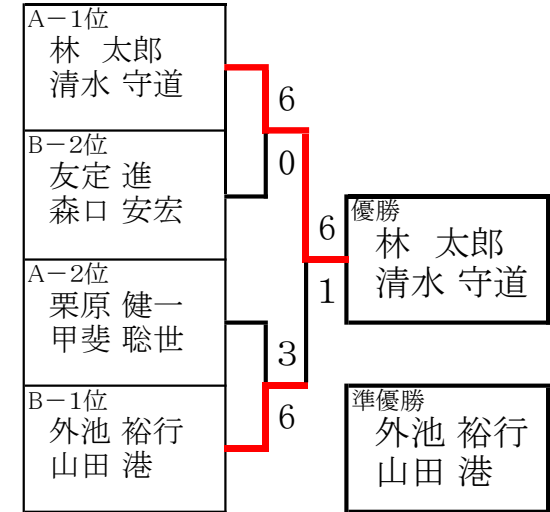 A－1位
林 太郎
清水 守道
B－2位
友定 進
森口 安宏
A－2位
栗原 健一
甲斐 聡世
B－1位
外池 裕行
山田 港
6
0
3
6
6
1
優勝
林 太郎
清水 守道
準優勝
外池 裕行
山田 港